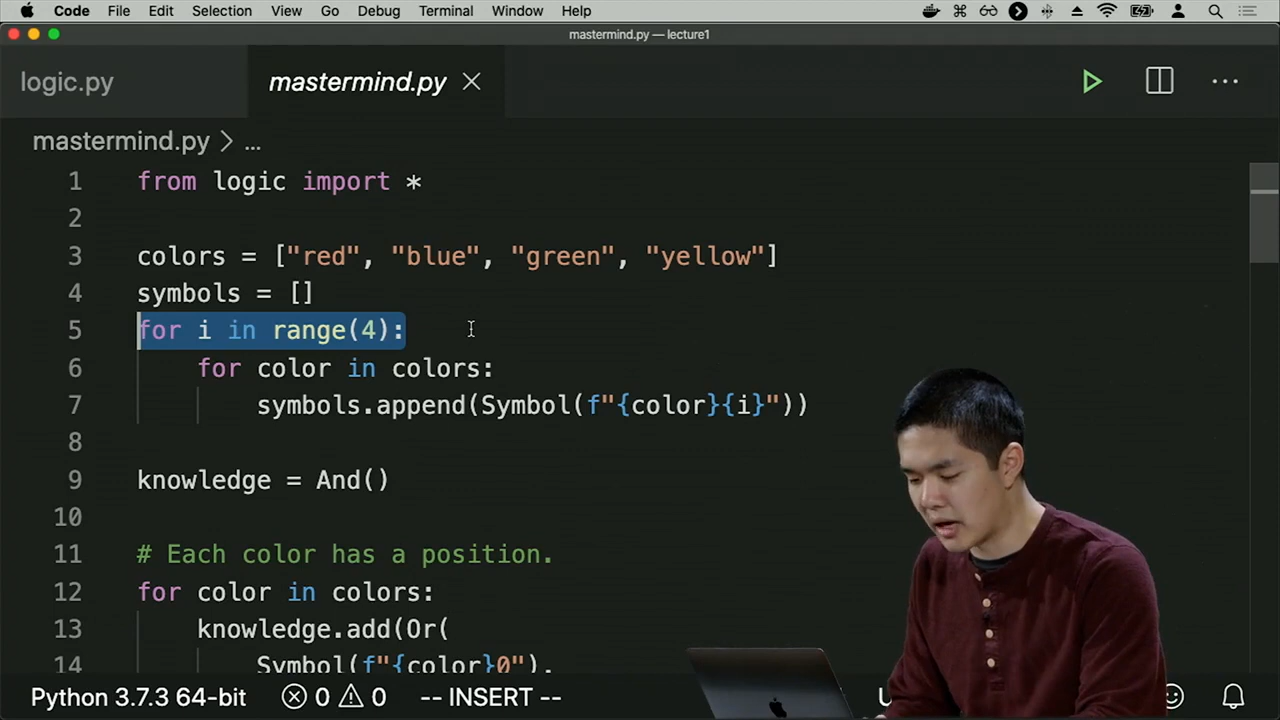 Code File Edit Selection View Go Debug Terminal Window Help
mastermind.py — lecture1
logic.py mastermind.py
mastermind.py > ...
1 from logic import *
2
3 colors = ["red", "blue", "green", "yellow"]
4 symbols = []
5 for i in range(4):
6 for color in colors:
7 symbols.append(Symbol(f"{color}{i}"))
8
9 knowledge = And()
10
11 # Each color has a position.
12 for color in colors:
13 knowledge.add(Or(
14 Symbol(f"{color}0"),
Python 3.7.3 64-bit 0 0 -- INSERT --